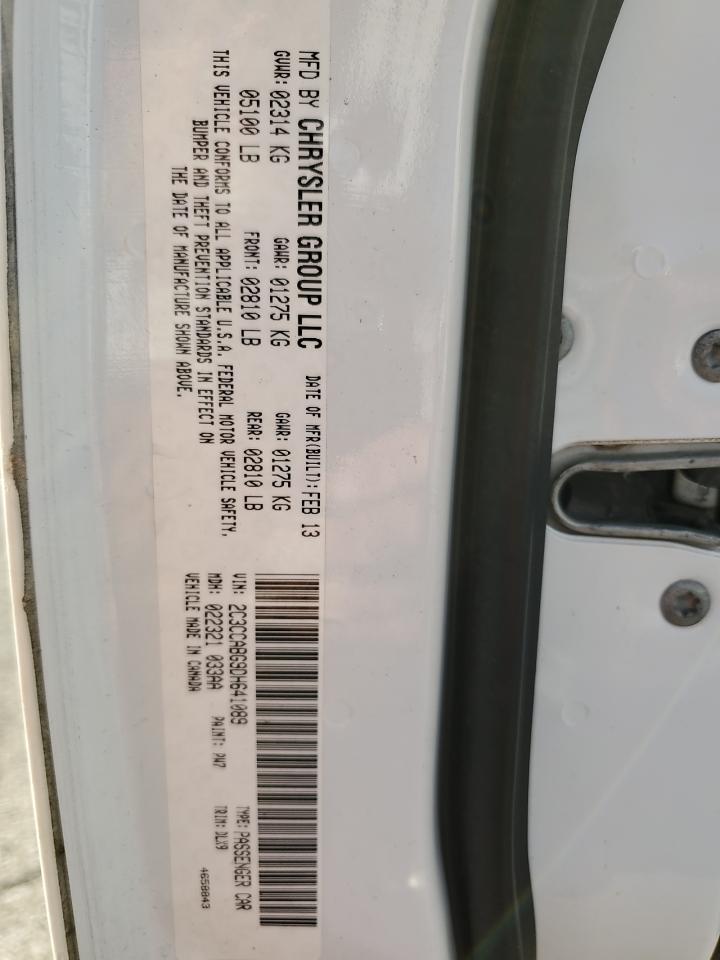 MFD BY CHRYSLER GROUP LLC DATE OF MFR(BUILT): FEB 13
GVWR: 02314 KG GAWR: 01275 KG GAWR: 01275 KG
05100 LB FRONT: 02810 LB REAR: 02810 LB
THIS VEHICLE CONFORMS TO ALL APPLICABLE U.S.A. FEDERAL MOTOR VEHICLE SAFETY,
BUMPER AND THEFT PREVENTION STANDARDS IN EFFECT ON
THE DATE OF MANUFACTURE SHOWN ABOVE.
VIN: 2C3CCABG9DH641089 TYPE: PASSENGER CAR
MDH: 022321 033AA PAINT: PW7 TRIM: DLX9
VEHICLE MADE IN CANADA 4658843